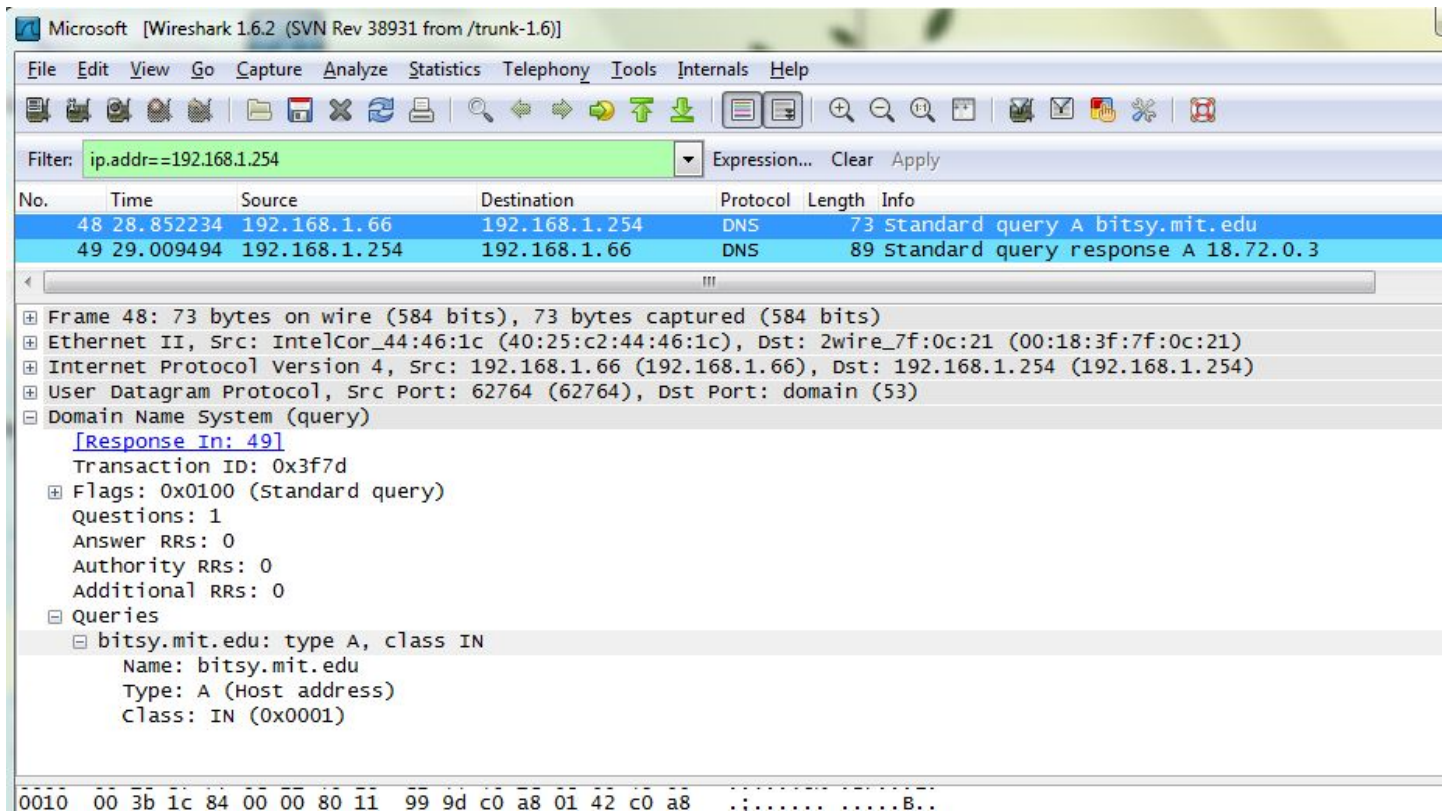 Microsoft [Wireshark 1.6.2 (SVN Rev 38931 from /trunk-1.6)]
File Edit View Go Capture Analyze Statistics Telephony Tools Internals Help
Filter: ip.addr==192.168.1.254 Expression... Clear Apply
No. Time Source Destination Protocol Length Info
48 28.852234 192.168.1.66 192.168.1.254 DNS 73 Standard query A bitsy.mit.edu
49 29.009494 192.168.1.254 192.168.1.66 DNS 89 Standard query response A 18.72.0.3
Frame 48: 73 bytes on wire (584 bits), 73 bytes captured (584 bits)
Ethernet II, Src: IntelCor_44:46:1c (40:25:c2:44:46:1c), Dst: 2wire_7f:0c:21 (00:18:3f:7f:0c:21)
Internet Protocol Version 4, Src: 192.168.1.66 (192.168.1.66), Dst: 192.168.1.254 (192.168.1.254)
User Datagram Protocol, Src Port: 62764 (62764), Dst Port: domain (53)
Domain Name System (query)
[Response In: 49]
Transaction ID: 0x3f7d
Flags: 0x0100 (Standard query)
Questions: 1
Answer RRs: 0
Authority RRs: 0
Additional RRs: 0
Queries
bitsy.mit.edu: type A, class IN
Name: bitsy.mit.edu
Type: A (Host address)
Class: IN (0x0001)
0010 00 3b 1c 84 00 00 80 11 99 9d c0 a8 01 42 c0 a8 .;...... .....B..